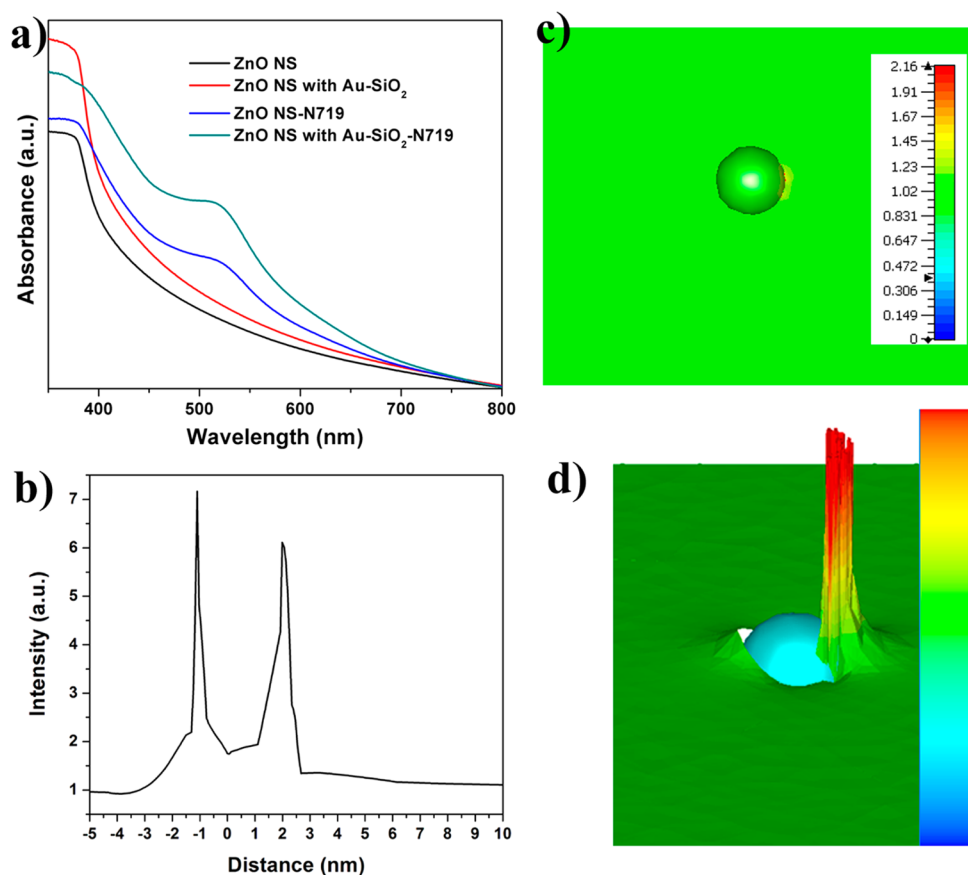 a)
ZnO NS
ZnO NS with Au-SiO₂
ZnO NS-N719
ZnO NS with Au-SiO₂-N719
Absorbance (a.u.)
400 500 600 700 800
Wavelength (nm)
c)
2.16
1.91
1.67
1.45
1.23
1.02
0.831
0.647
0.472
0.306
0.149
0
b)
7
6
5
4
3
2
1
Intensity (a.u.)
-5 -4 -3 -2 -1 0 1 2 3 4 5 6 7 8 9 10
Distance (nm)
d)